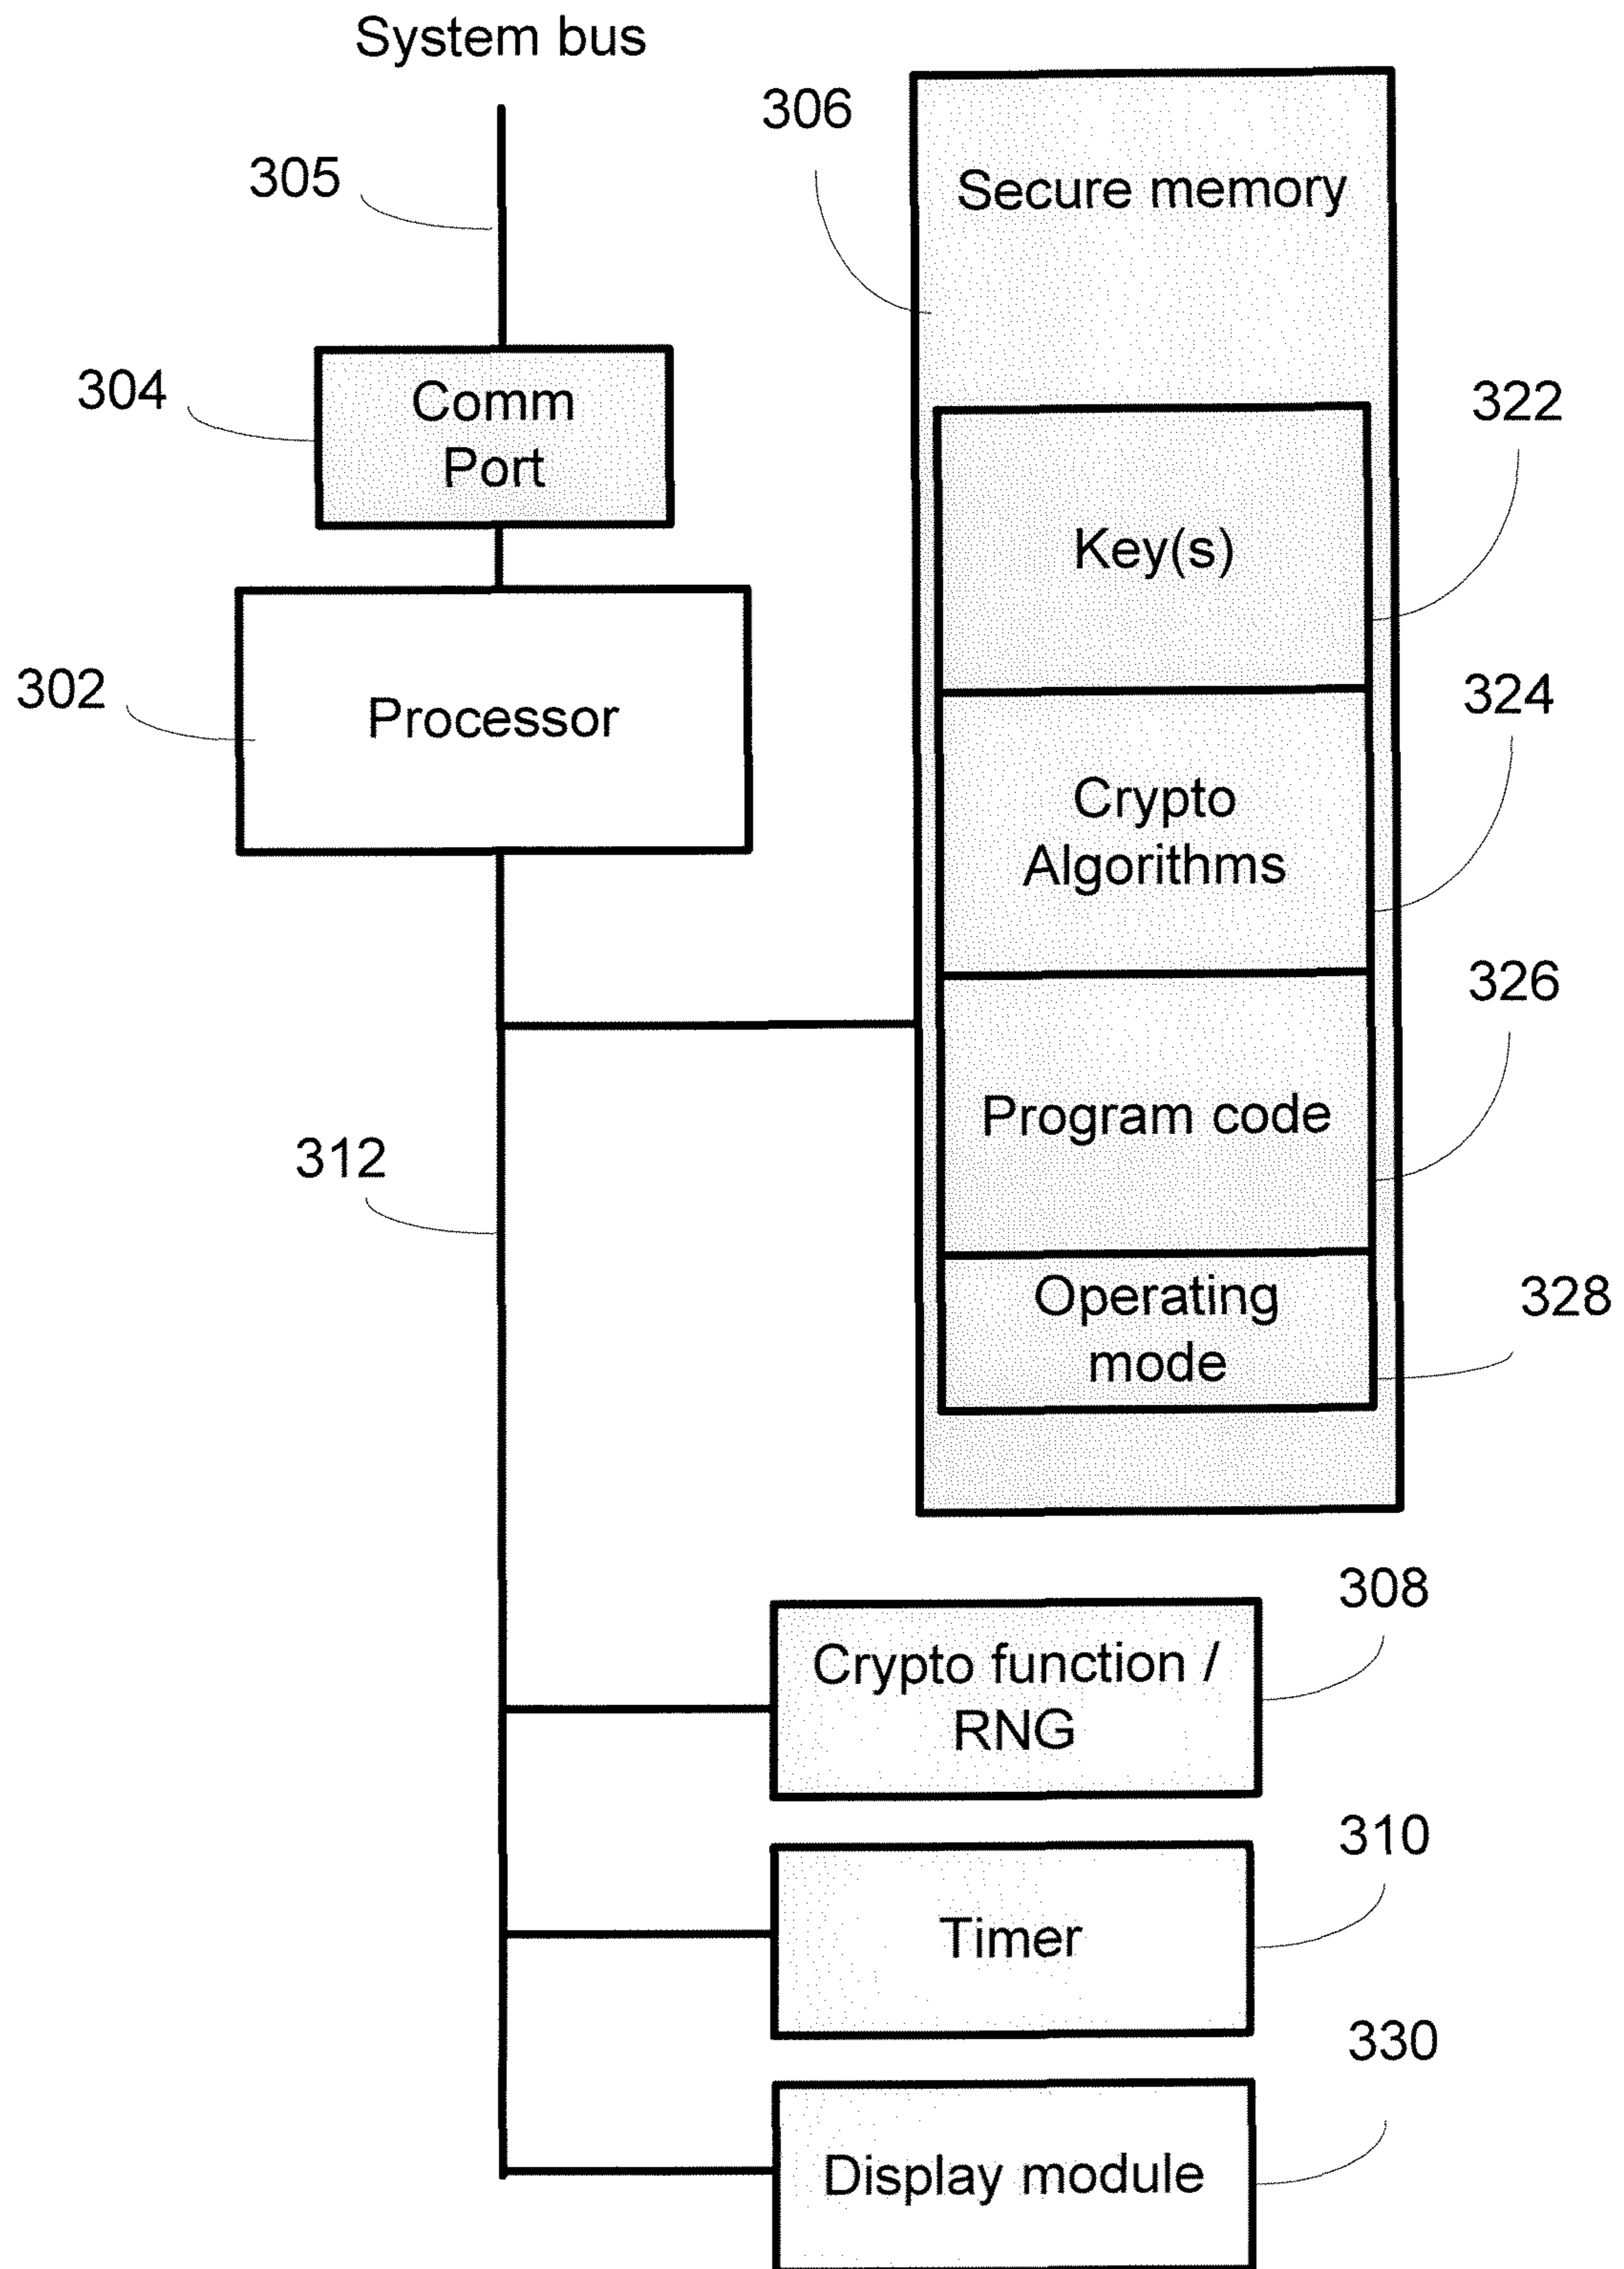 System bus
306
305
Secure memory
304
Comm
Port
322
Key(s)
302
Processor
324
Crypto
Algorithms
326
Program code
312
Operating
mode
328
308
Crypto function /
RNG
310
Timer
330
Display module